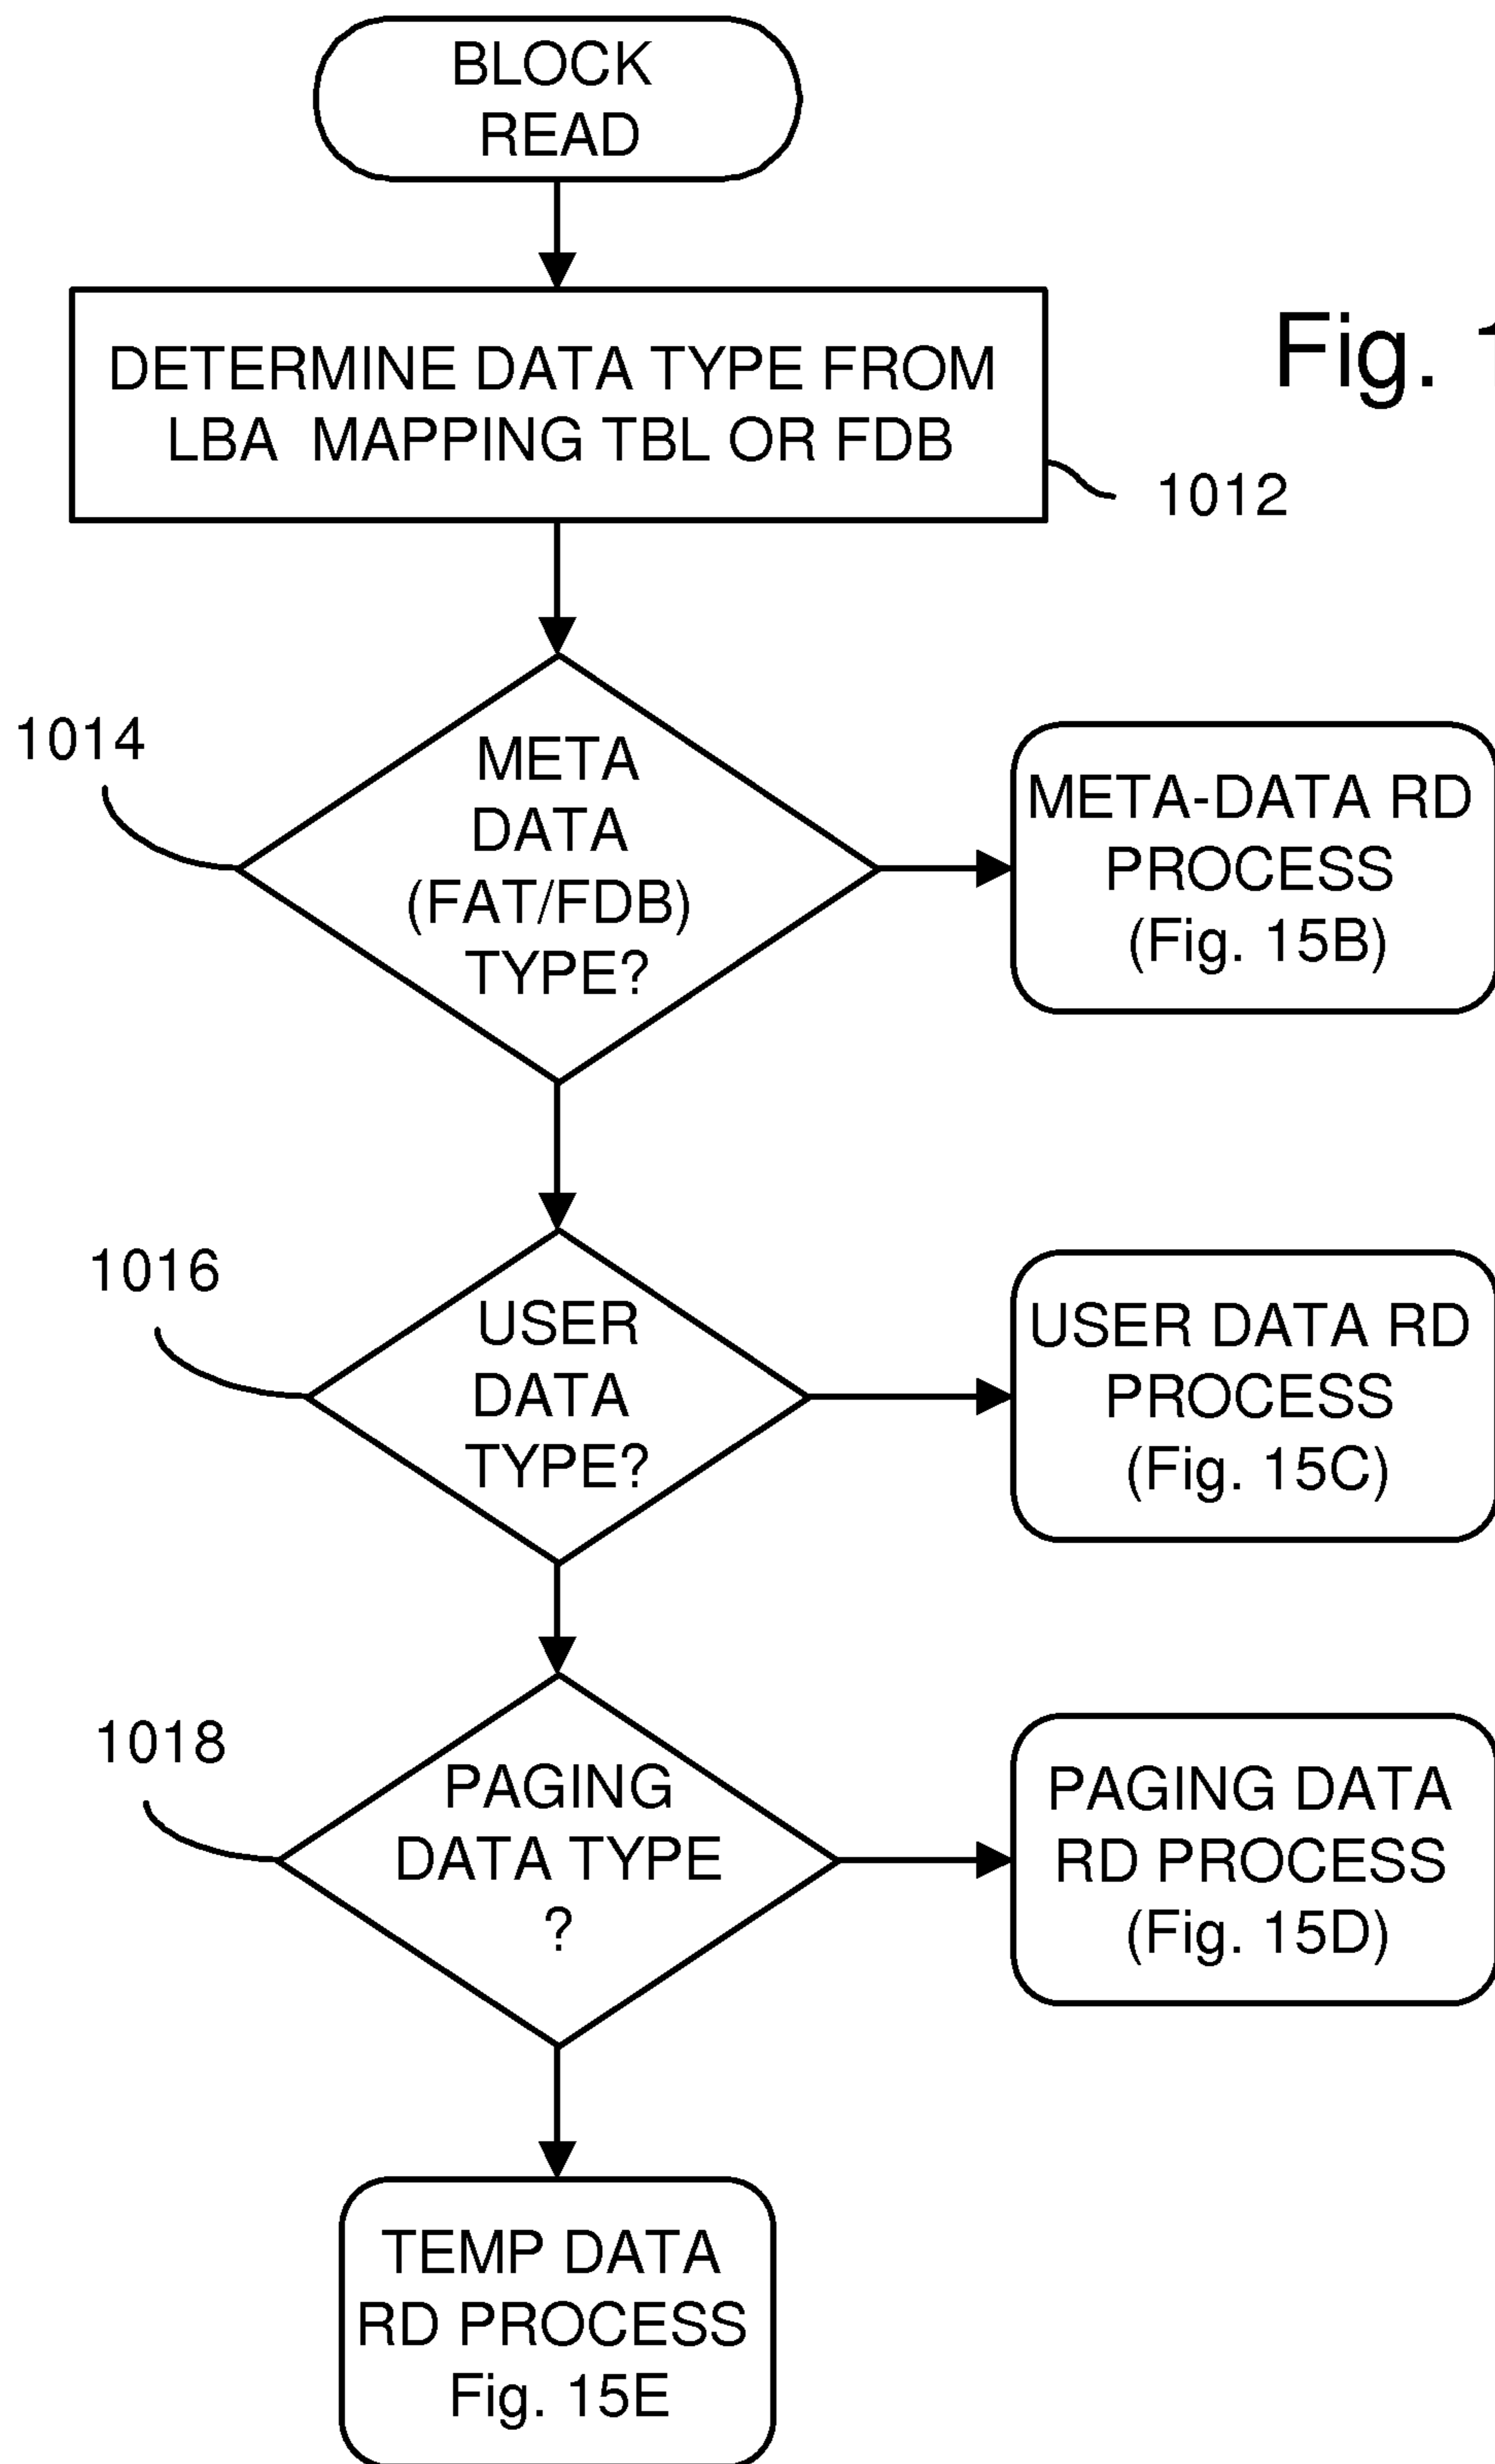 BLOCK
READ
DETERMINE DATA TYPE FROM
LBA MAPPING TBL OR FDB
Fig.
1012
1014
META
DATA
(FAT/FDB)
TYPE?
META-DATA RD
PROCESS
(Fig. 15B)
1016
USER
DATA
TYPE?
USER DATA RD
PROCESS
(Fig. 15C)
1018
PAGING
DATA TYPE
?
PAGING DATA
RD PROCESS
(Fig. 15D)
TEMP DATA
RD PROCESS
Fig. 15E